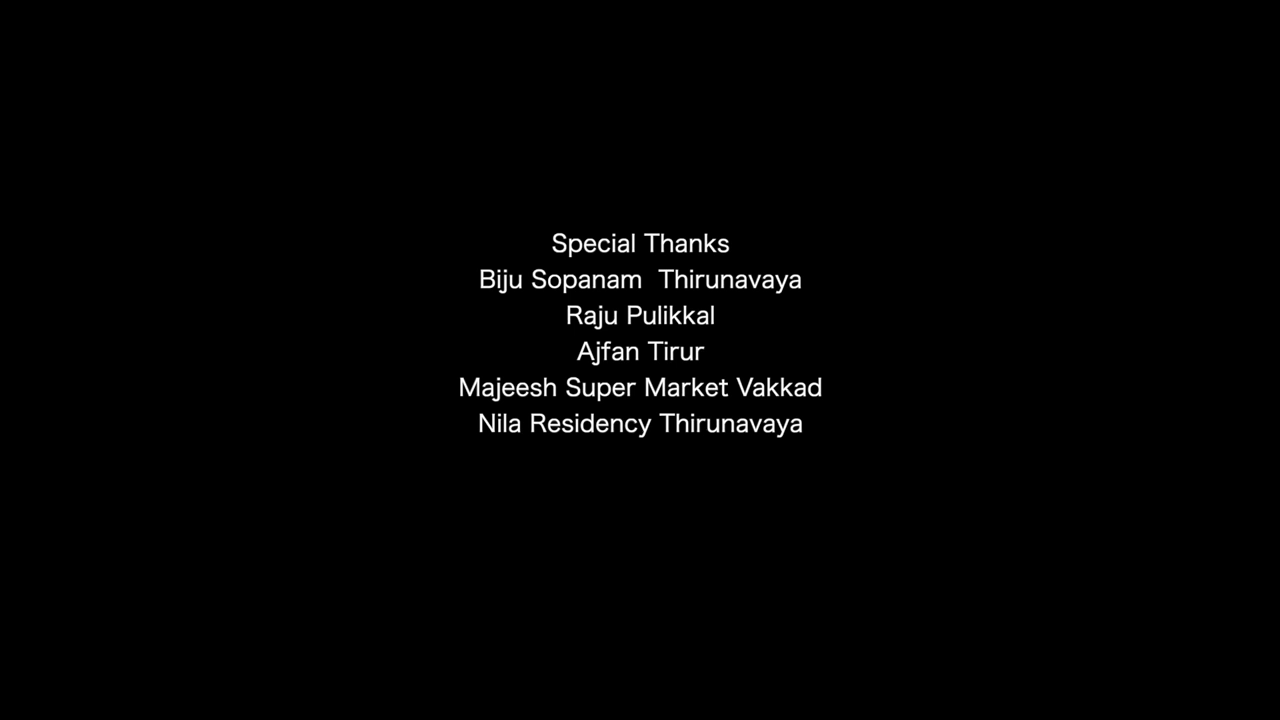 Special Thanks
Biju Sopanam  Thirunavaya
Raju Pulikkal
Ajfan Tirur
Majeesh Super Market Vakkad
Nila Residency Thirunavaya